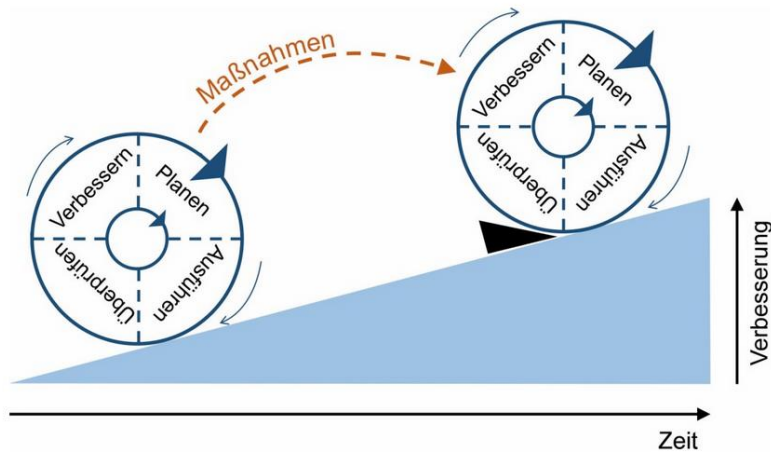 Maßnahmen
Verbessern
Planen
Überprüfen
Ausführen
Verbessern
Planen
Überprüfen
Ausführen
Verbesserung
Zeit